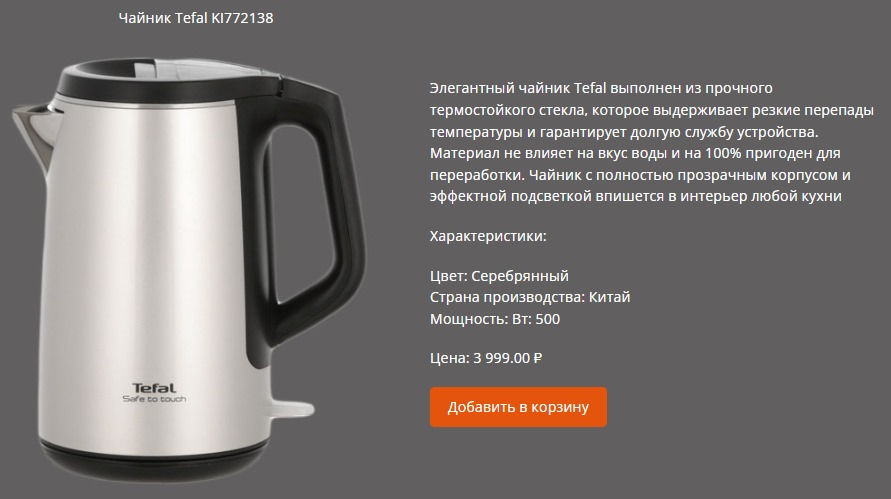 Чайник Tefal KI772138
Элегантный чайник Tefal выполнен из прочного
термостойкого стекла, которое выдерживает резкие перепады
температуры и гарантирует долгую службу устройства.
Материал не влияет на вкус воды и на 100% пригоден для
переработки. Чайник с полностью прозрачным корпусом и
эффектной подсветкой впишется в интерьер любой кухни
Характеристики:
Цвет: Серебрянный
Страна производства: Китай
Мощность: Вт: 500
Цена: 3 999.00 ₽
Добавить в корзину
Tefal
Safe to touch